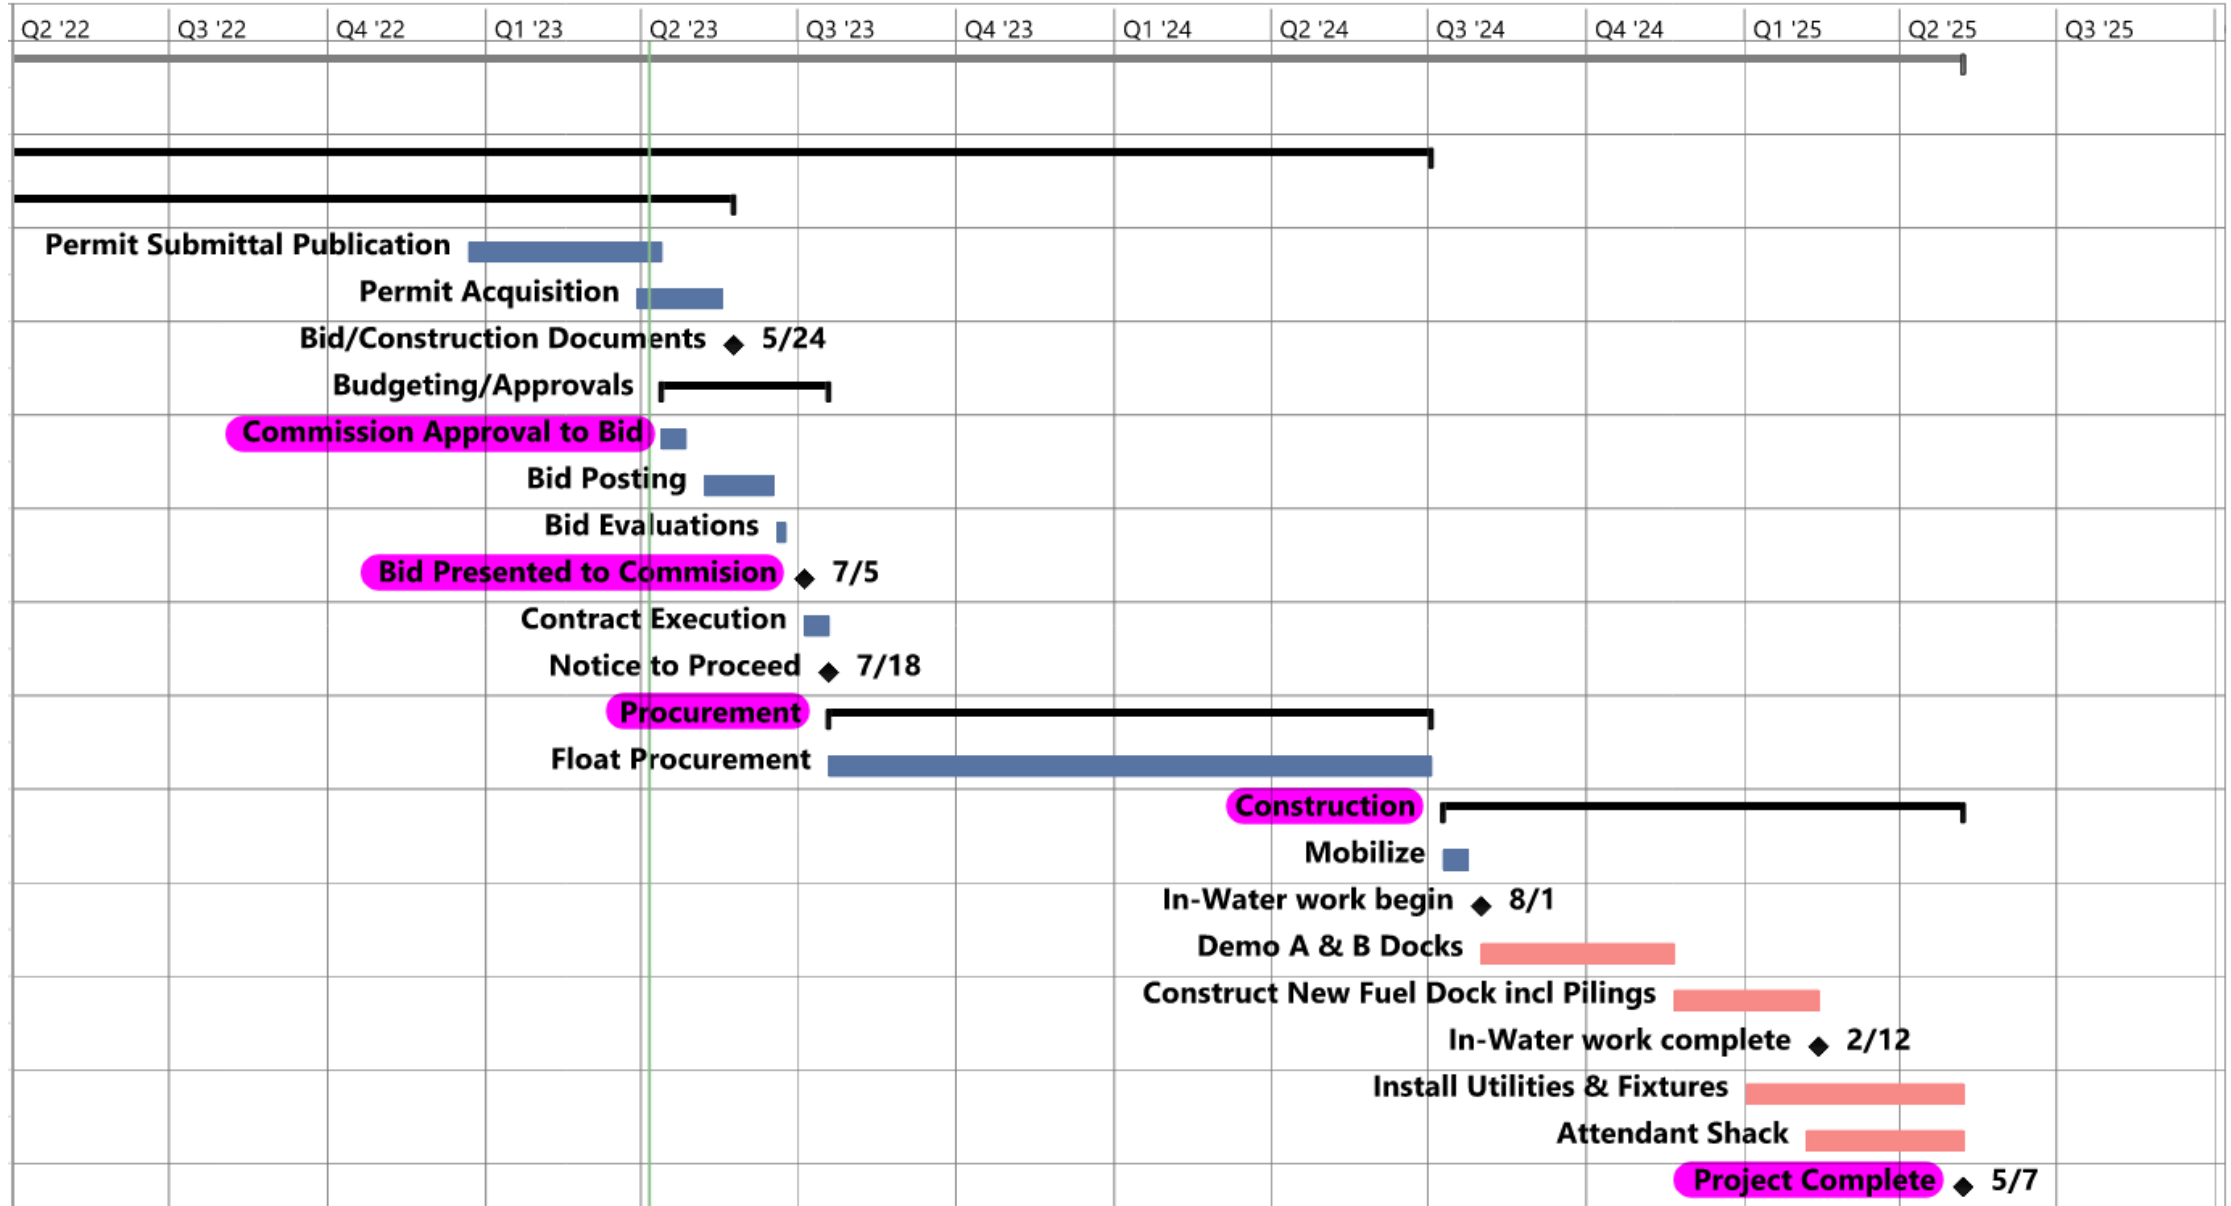 Q2 '22 Q3 '22 Q4 '22 Q1 '23 Q2 '23 Q3 '23 Q4 '23 Q1 '24 Q2 '24 Q3 '24 Q4 '24 Q1 '25 Q2 '25 Q3 '25
Permit Submittal Publication
Permit Acquisition
Bid/Construction Documents 5/24
Budgeting/Approvals
Commission Approval to Bid
Bid Posting
Bid Evaluations
Bid Presented to Commision 7/5
Contract Execution
Notice to Proceed 7/18
Procurement
Float Procurement
Construction
Mobilize
In-Water work begin 8/1
Demo A & B Docks
Construct New Fuel Dock incl Pilings
In-Water work complete 2/12
Install Utilities & Fixtures
Attendant Shack
Project Complete 5/7